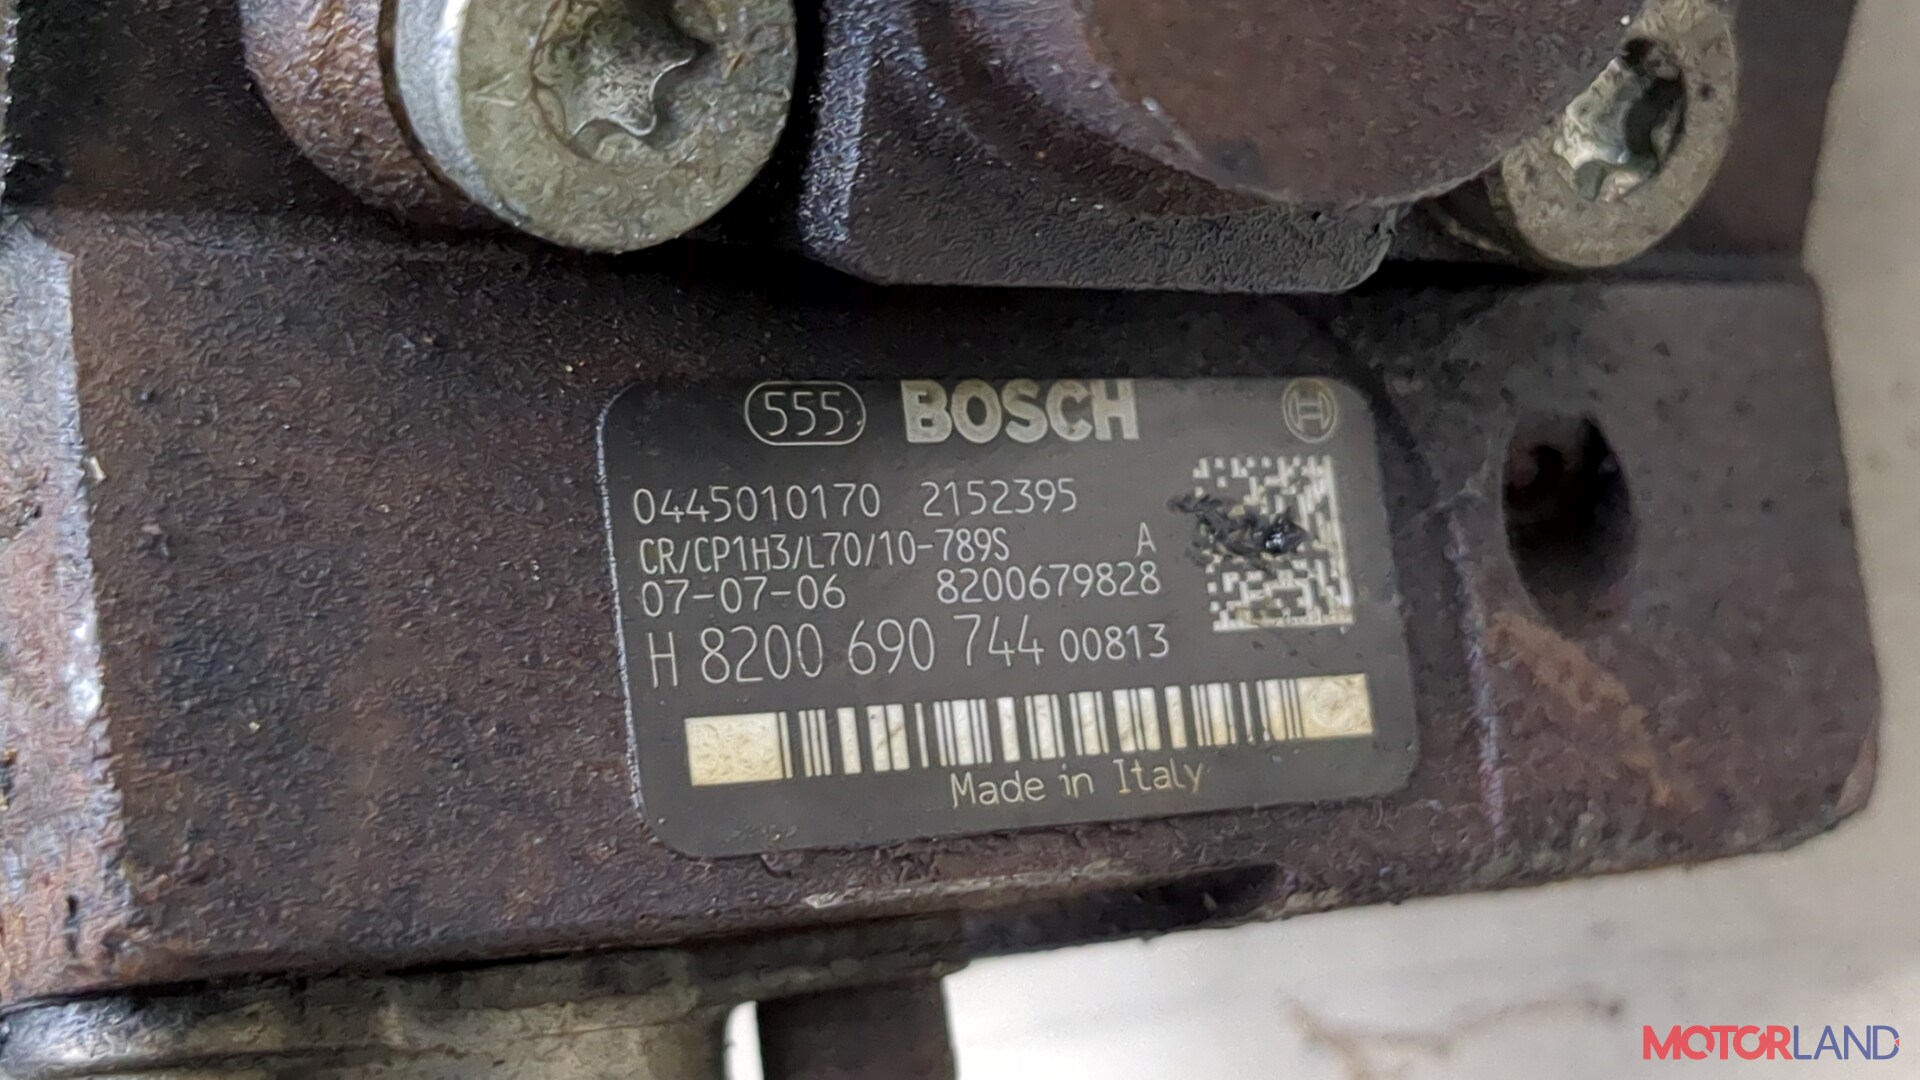 555 BOSCH
0445010170 2152395
CR/CP1H3/L70/10-789S A
07-07-06 8200679828
H 8200 690 744 00813
Made in Italy
MOTORLAND